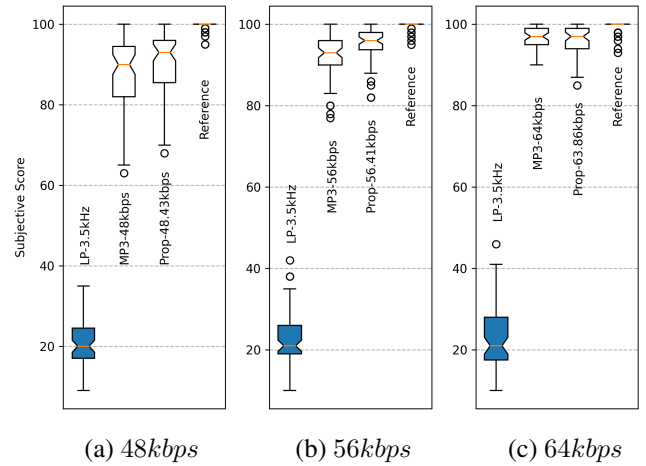 Subjective Score
100
80
60
40
20
LP-3.5kHz
MP3-48kbps
Prop-48.43kbps
Reference
(a) 48kbps
100
80
60
40
20
LP-3.5kHz
MP3-56kbps
Prop-56.41kbps
Reference
(b) 56kbps
100
80
60
40
20
LP-3.5kHz
MP3-64kbps
Prop-63.86kbps
Reference
(c) 64kbps